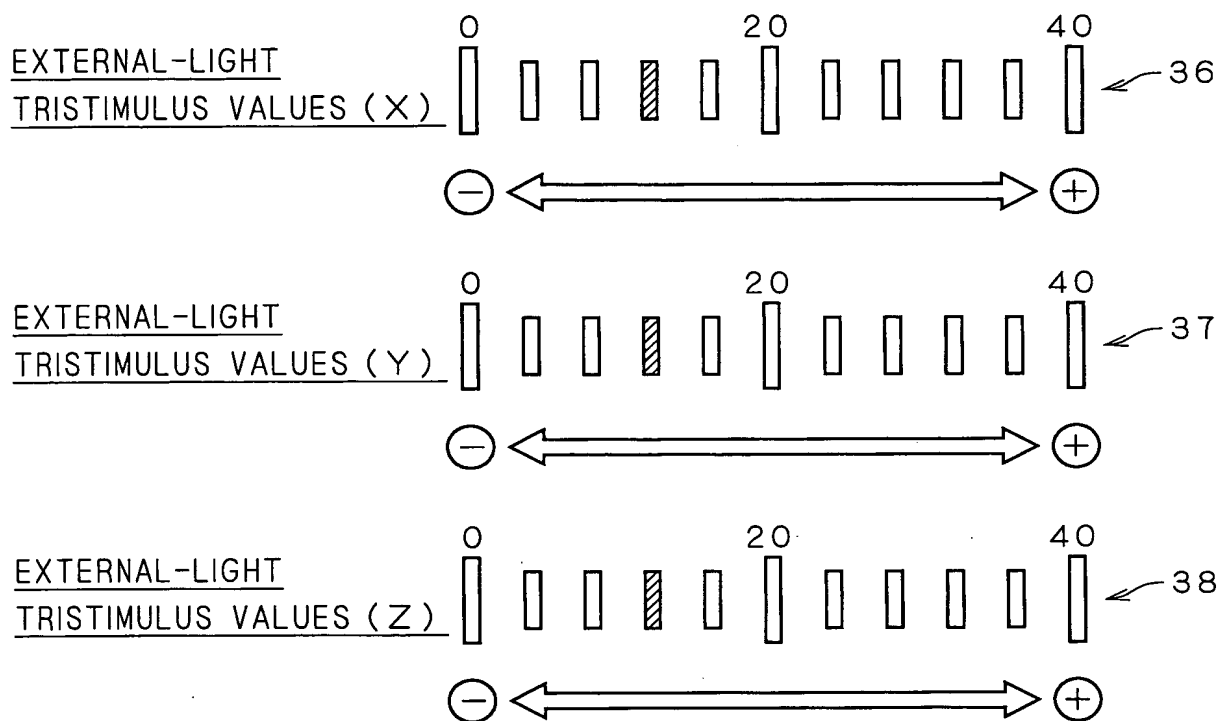 0 20 40
EXTERNAL-LIGHT
TRISTIMULUS VALUES (X)
36
− +
0 20 40
EXTERNAL-LIGHT
TRISTIMULUS VALUES (Y)
37
− +
0 20 40
EXTERNAL-LIGHT
TRISTIMULUS VALUES (Z)
38
− +